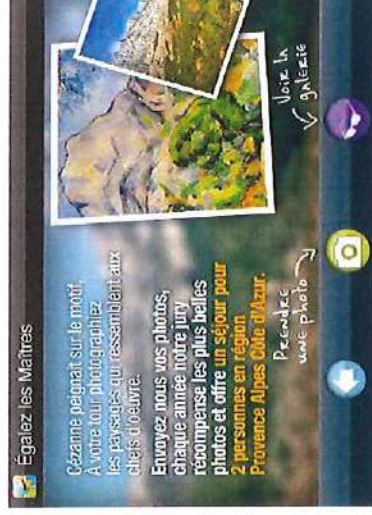 Égalez les Maîtres
Cézanne peignait sur le motif,
À votre tour photographiez
les paysages qui ressemblent aux
chefs d'oeuvre.
Envoyez nous vos photos,
chaque année notre jury
récompense les plus belles
photos et offre un séjour pour
2 personnes en région
Provence Alpes Côte d'Azur.
Prendre
une photo
Voir la
galerie